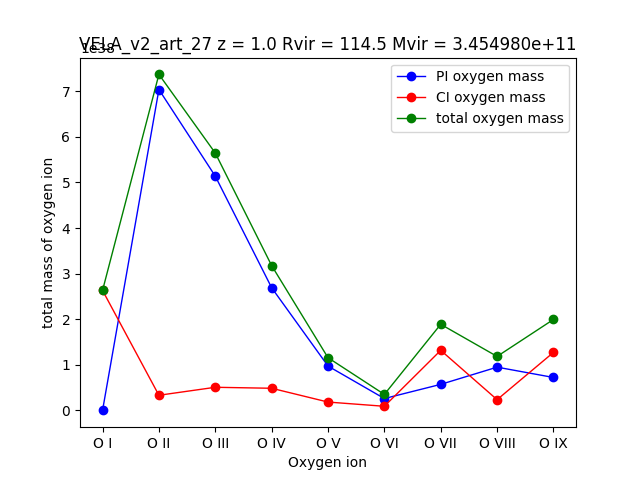 VELA_v2_art_27 z = 1.0 Rvir = 114.5 Mvir = 3.454980e+11
1e38
PI oxygen mass
CI oxygen mass
total oxygen mass
total mass of oxygen ion
7
6
5
4
3
2
1
0
O I O II O III O IV O V O VI O VII O VIII O IX
Oxygen ion